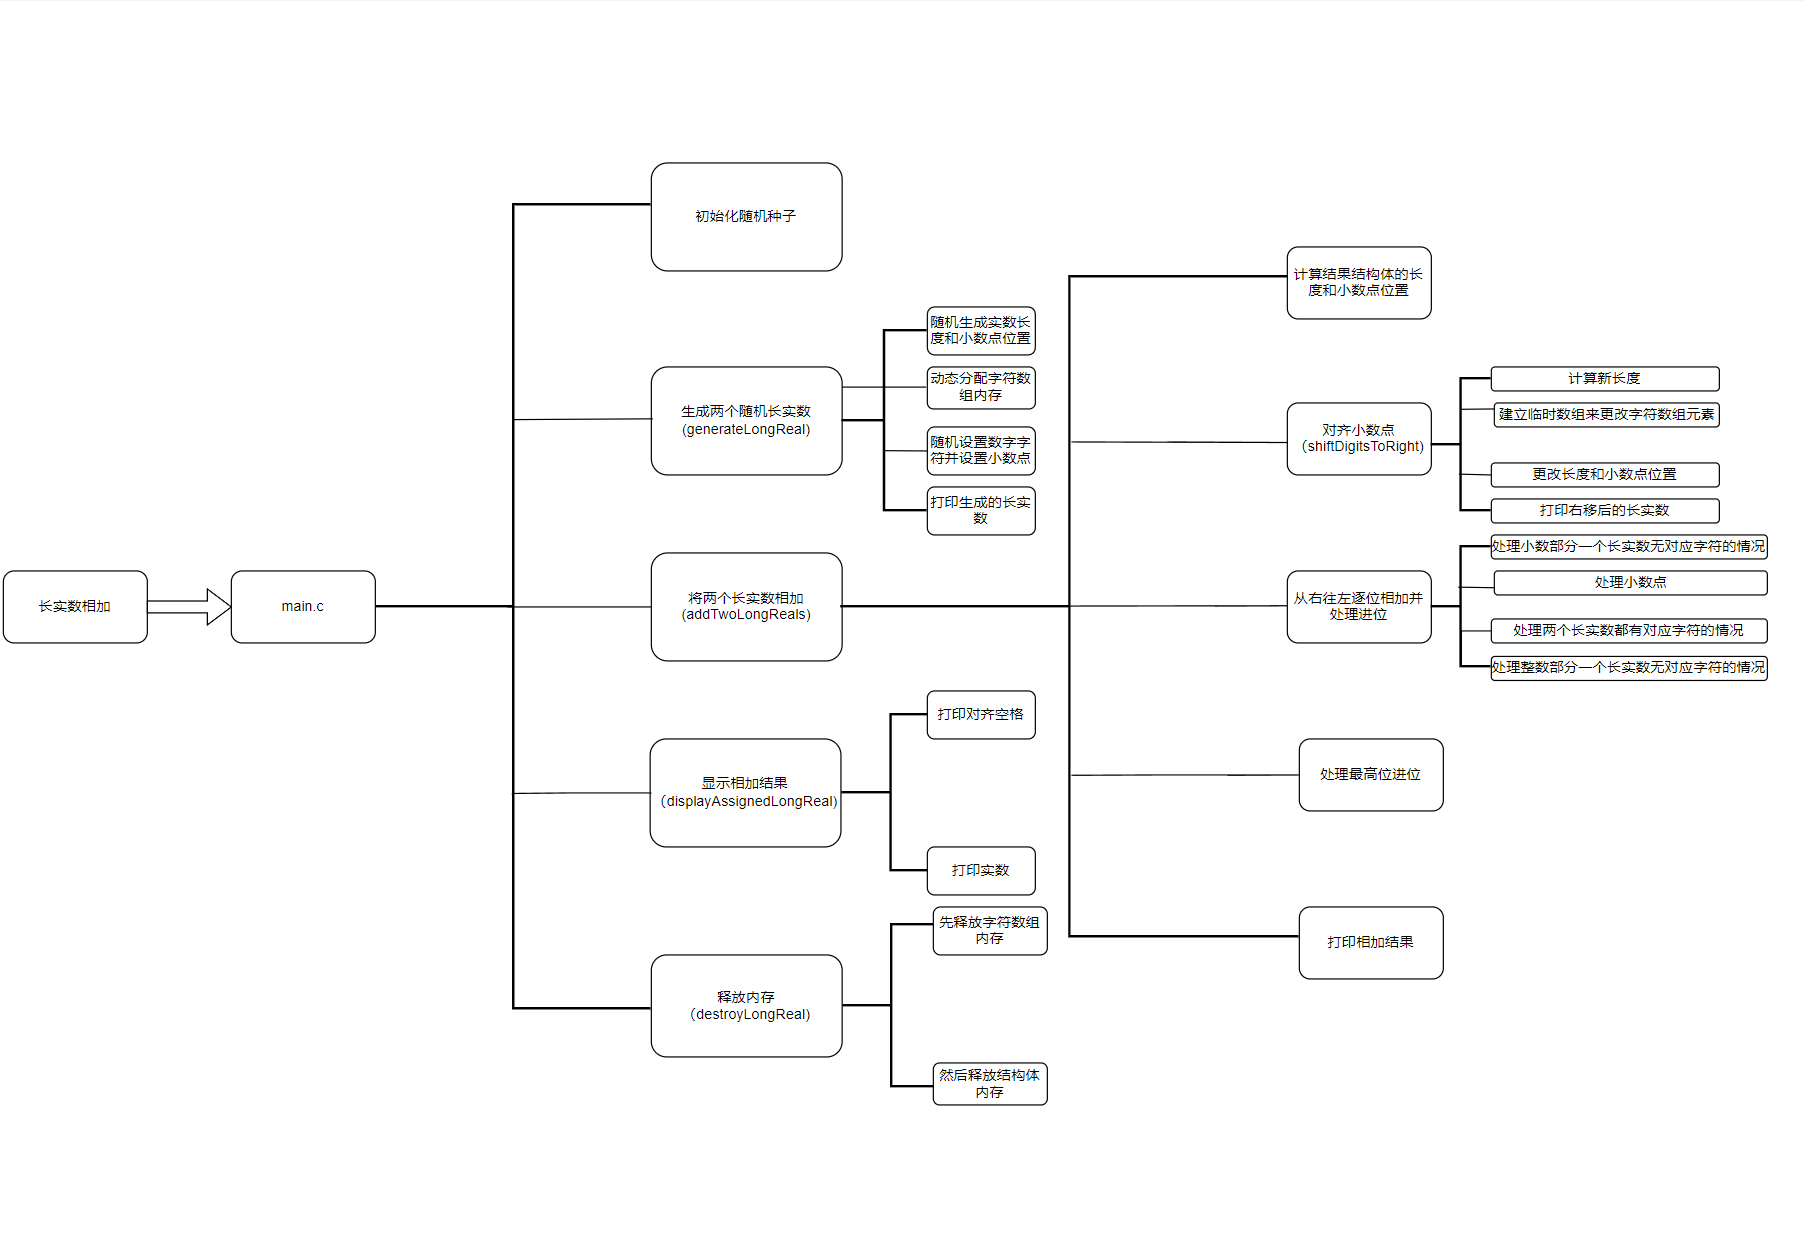 长实数相加
main.c
初始化随机种子
生成两个随机长实数
(generateLongReal)
随机生成实数长
度和小数点位置
动态分配字符数
组内存
随机设置数字字
符并设置小数点
打印生成的长实
数
将两个长实数相加
(addTwoLongReals)
计算结果结构体的长
度和小数点位置
对齐小数点
（shiftDigitsToRight)
计算新长度
建立临时数组来更改字符数组元素
更改长度和小数点位置
打印右移后的长实数
从右往左逐位相加并
处理进位
处理小数部分一个长实数无对应字符的情况
处理小数点
处理两个长实数都有对应字符的情况
处理整数部分一个长实数无对应字符的情况
处理最高位进位
打印相加结果
显示相加结果
（displayAssignedLongReal)
打印对齐空格
打印实数
释放内存
（destroyLongReal)
先释放字符数组
内存
然后释放结构体
内存